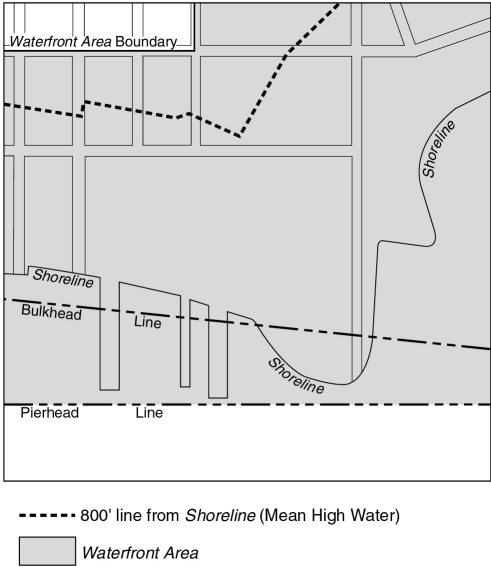 Waterfront Area Boundary
Shoreline
Shoreline
Bulkhead Line
Shoreline
Pierhead Line
800' line from Shoreline (Mean High Water)
Waterfront Area